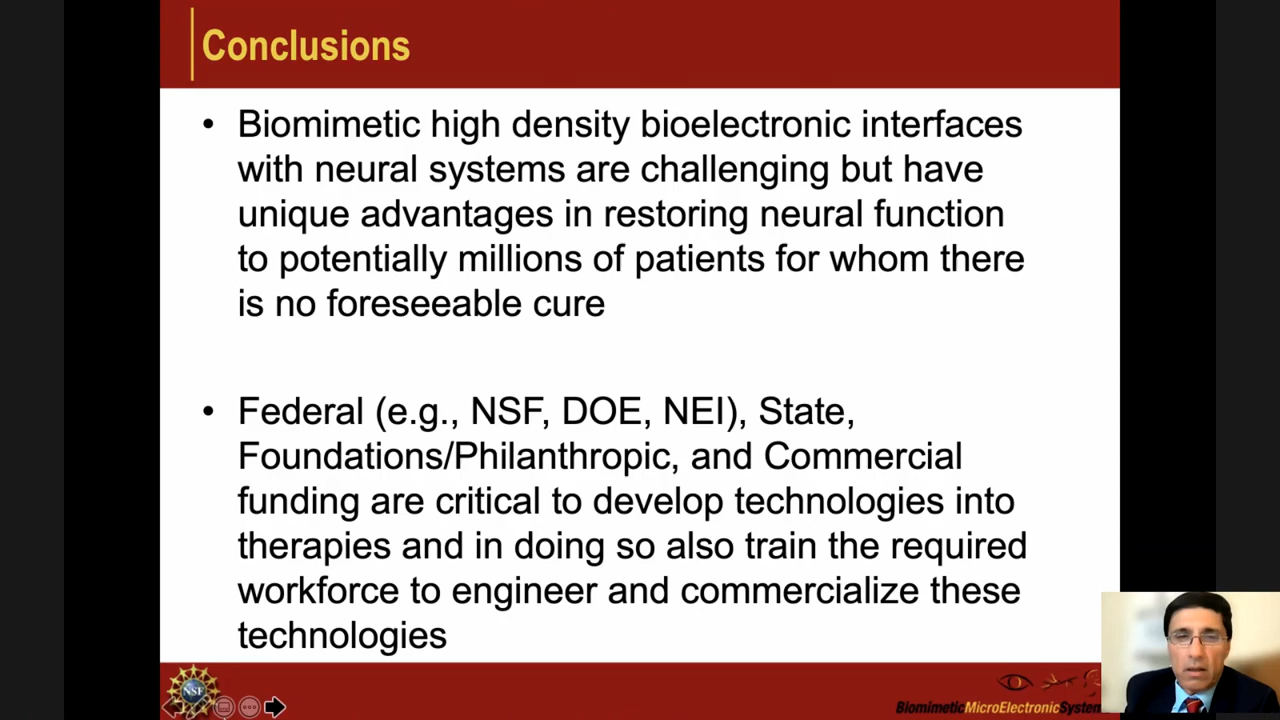 Conclusions
• Biomimetic high density bioelectronic interfaces
with neural systems are challenging but have
unique advantages in restoring neural function
to potentially millions of patients for whom there
is no foreseeable cure
• Federal (e.g., NSF, DOE, NEI), State,
Foundations/Philanthropic, and Commercial
funding are critical to develop technologies into
therapies and in doing so also train the required
workforce to engineer and commercialize these
technologies
NSF
BiomimeticMicroElectronicSystem